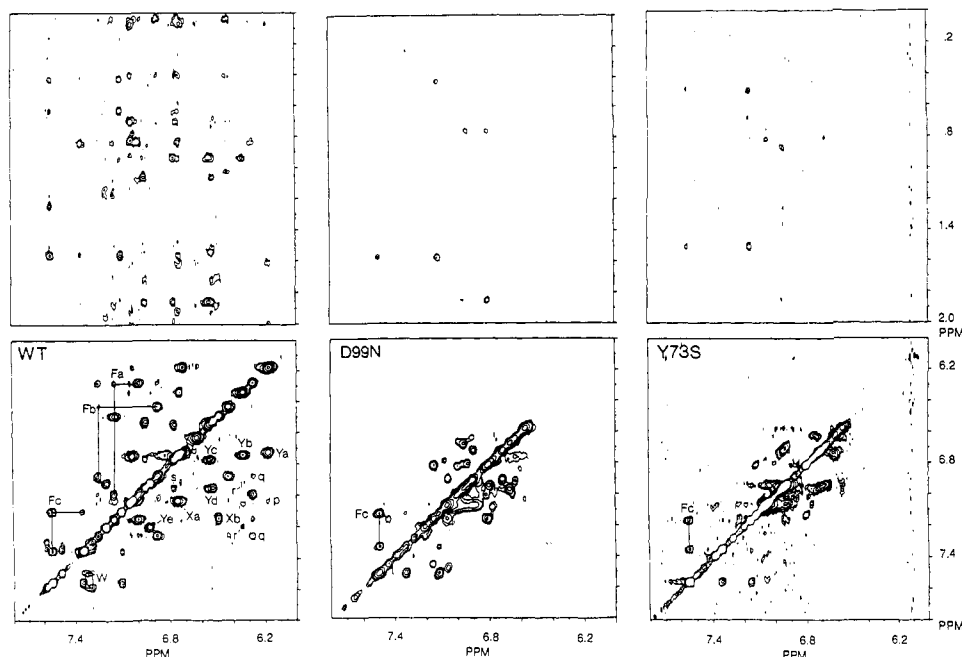 .2
.8
1.4
2.0
PPM
WT
D99N
Y73S
Fa
Fb
Fc
Yc
Yb
Ya
s
r
q
Yd
p
Xa
Xb
Ye
r
q
W
Fc
Fc
6.2
6.8
7.4
PPM
7.4
6.8
6.2
PPM
7.4
6.8
6.2
PPM
7.4
6.8
6.2
PPM